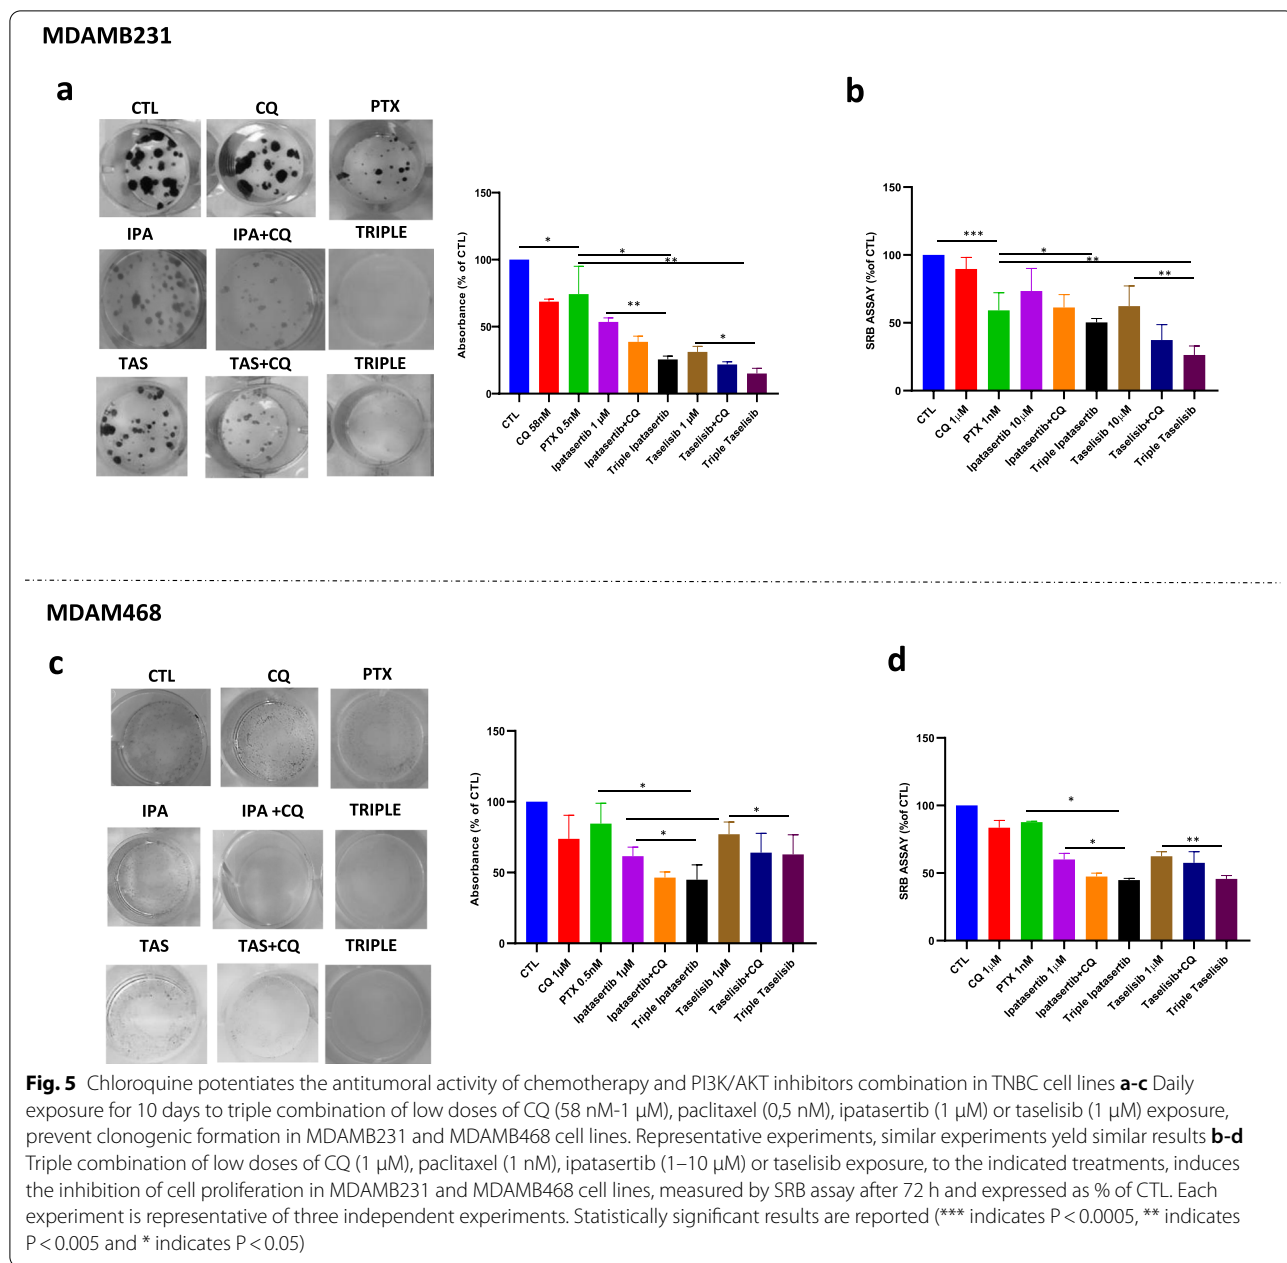 MDAMB231
a
b
CTL CQ PTX
IPA IPA+CQ TRIPLE
TAS TAS+CQ TRIPLE
Absorbance (% of CTL)
150
100
50
0
*
*
**
**
*
CTL
CQ 58nM
PTX 0.5nM
Ipatasertib 1 µM
Ipatasertib+CQ
Triple Ipatasertib
Taselisib 1 µM
Taselisib+CQ
Triple Taselisib
SRB ASSAY (%of CTL)
150
100
50
0
***
*
**
**
CTL
CQ 1µM
PTX 1nM
Ipatasertib 10µM
Ipatasertib+CQ
Triple Ipatasertib
Taselisib 10µM
Taselisib+CQ
Triple Taselisib
MDAM468
c
d
CTL CQ PTX
IPA IPA +CQ TRIPLE
TAS TAS+CQ TRIPLE
Absorbance (% of CTL)
150
100
50
0
*
*
*
CTL
CQ 1µM
PTX 0.5nM
Ipatasertib 1µM
Ipatasertib+CQ
Triple Ipatasertib
Taselisib 1µM
Taselisib+CQ
Triple Taselisib
SRB ASSAY (%of CTL)
150
100
50
0
*
*
**
CTL
CQ 1µM
PTX 1nM
Ipatasertib 1µM
Ipatasertib+CQ
Triple Ipatasertib
Taselisib 1µM
Taselisib+CQ
Triple Taselisib
Fig. 5 Chloroquine potentiates the antitumoral activity of chemotherapy and PI3K/AKT inhibitors combination in TNBC cell lines a-c Daily
exposure for 10 days to triple combination of low doses of CQ (58 nM-1 µM), paclitaxel (0,5 nM), ipatasertib (1 µM) or taselisib (1 µM) exposure,
prevent clonogenic formation in MDAMB231 and MDAMB468 cell lines. Representative experiments, similar experiments yeld similar results b-d
Triple combination of low doses of CQ (1 µM), paclitaxel (1 nM), ipatasertib (1–10 µM) or taselisib exposure, to the indicated treatments, induces
the inhibition of cell proliferation in MDAMB231 and MDAMB468 cell lines, measured by SRB assay after 72 h and expressed as % of CTL. Each
experiment is representative of three independent experiments. Statistically significant results are reported (*** indicates P < 0.0005, ** indicates
P < 0.005 and * indicates P < 0.05)